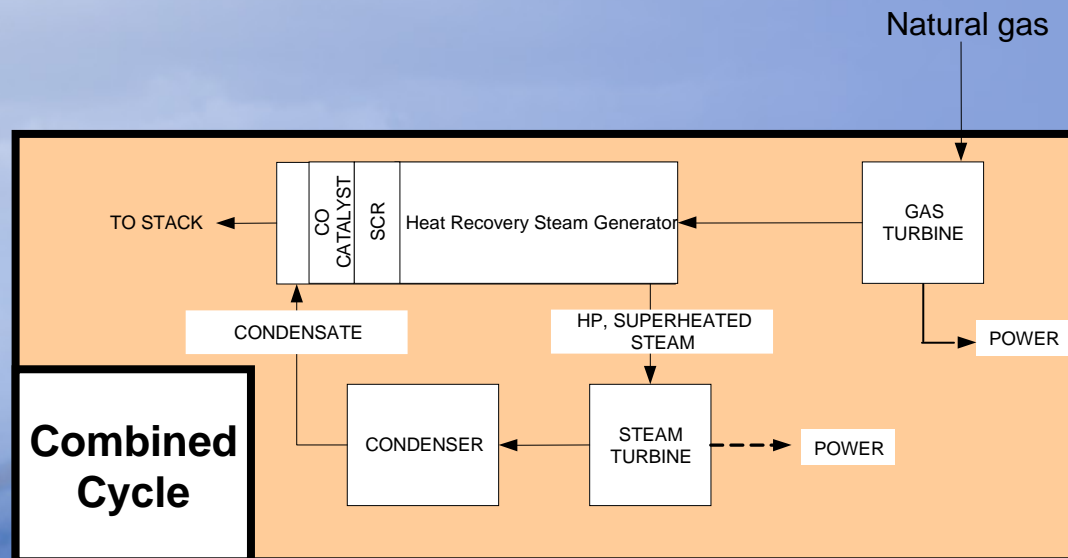 Natural gas
TO STACK
CO
CATALYST
SCR
Heat Recovery Steam Generator
GAS
TURBINE
CONDENSATE
HP, SUPERHEATED
STEAM
POWER
Combined
Cycle
CONDENSER
STEAM
TURBINE
POWER